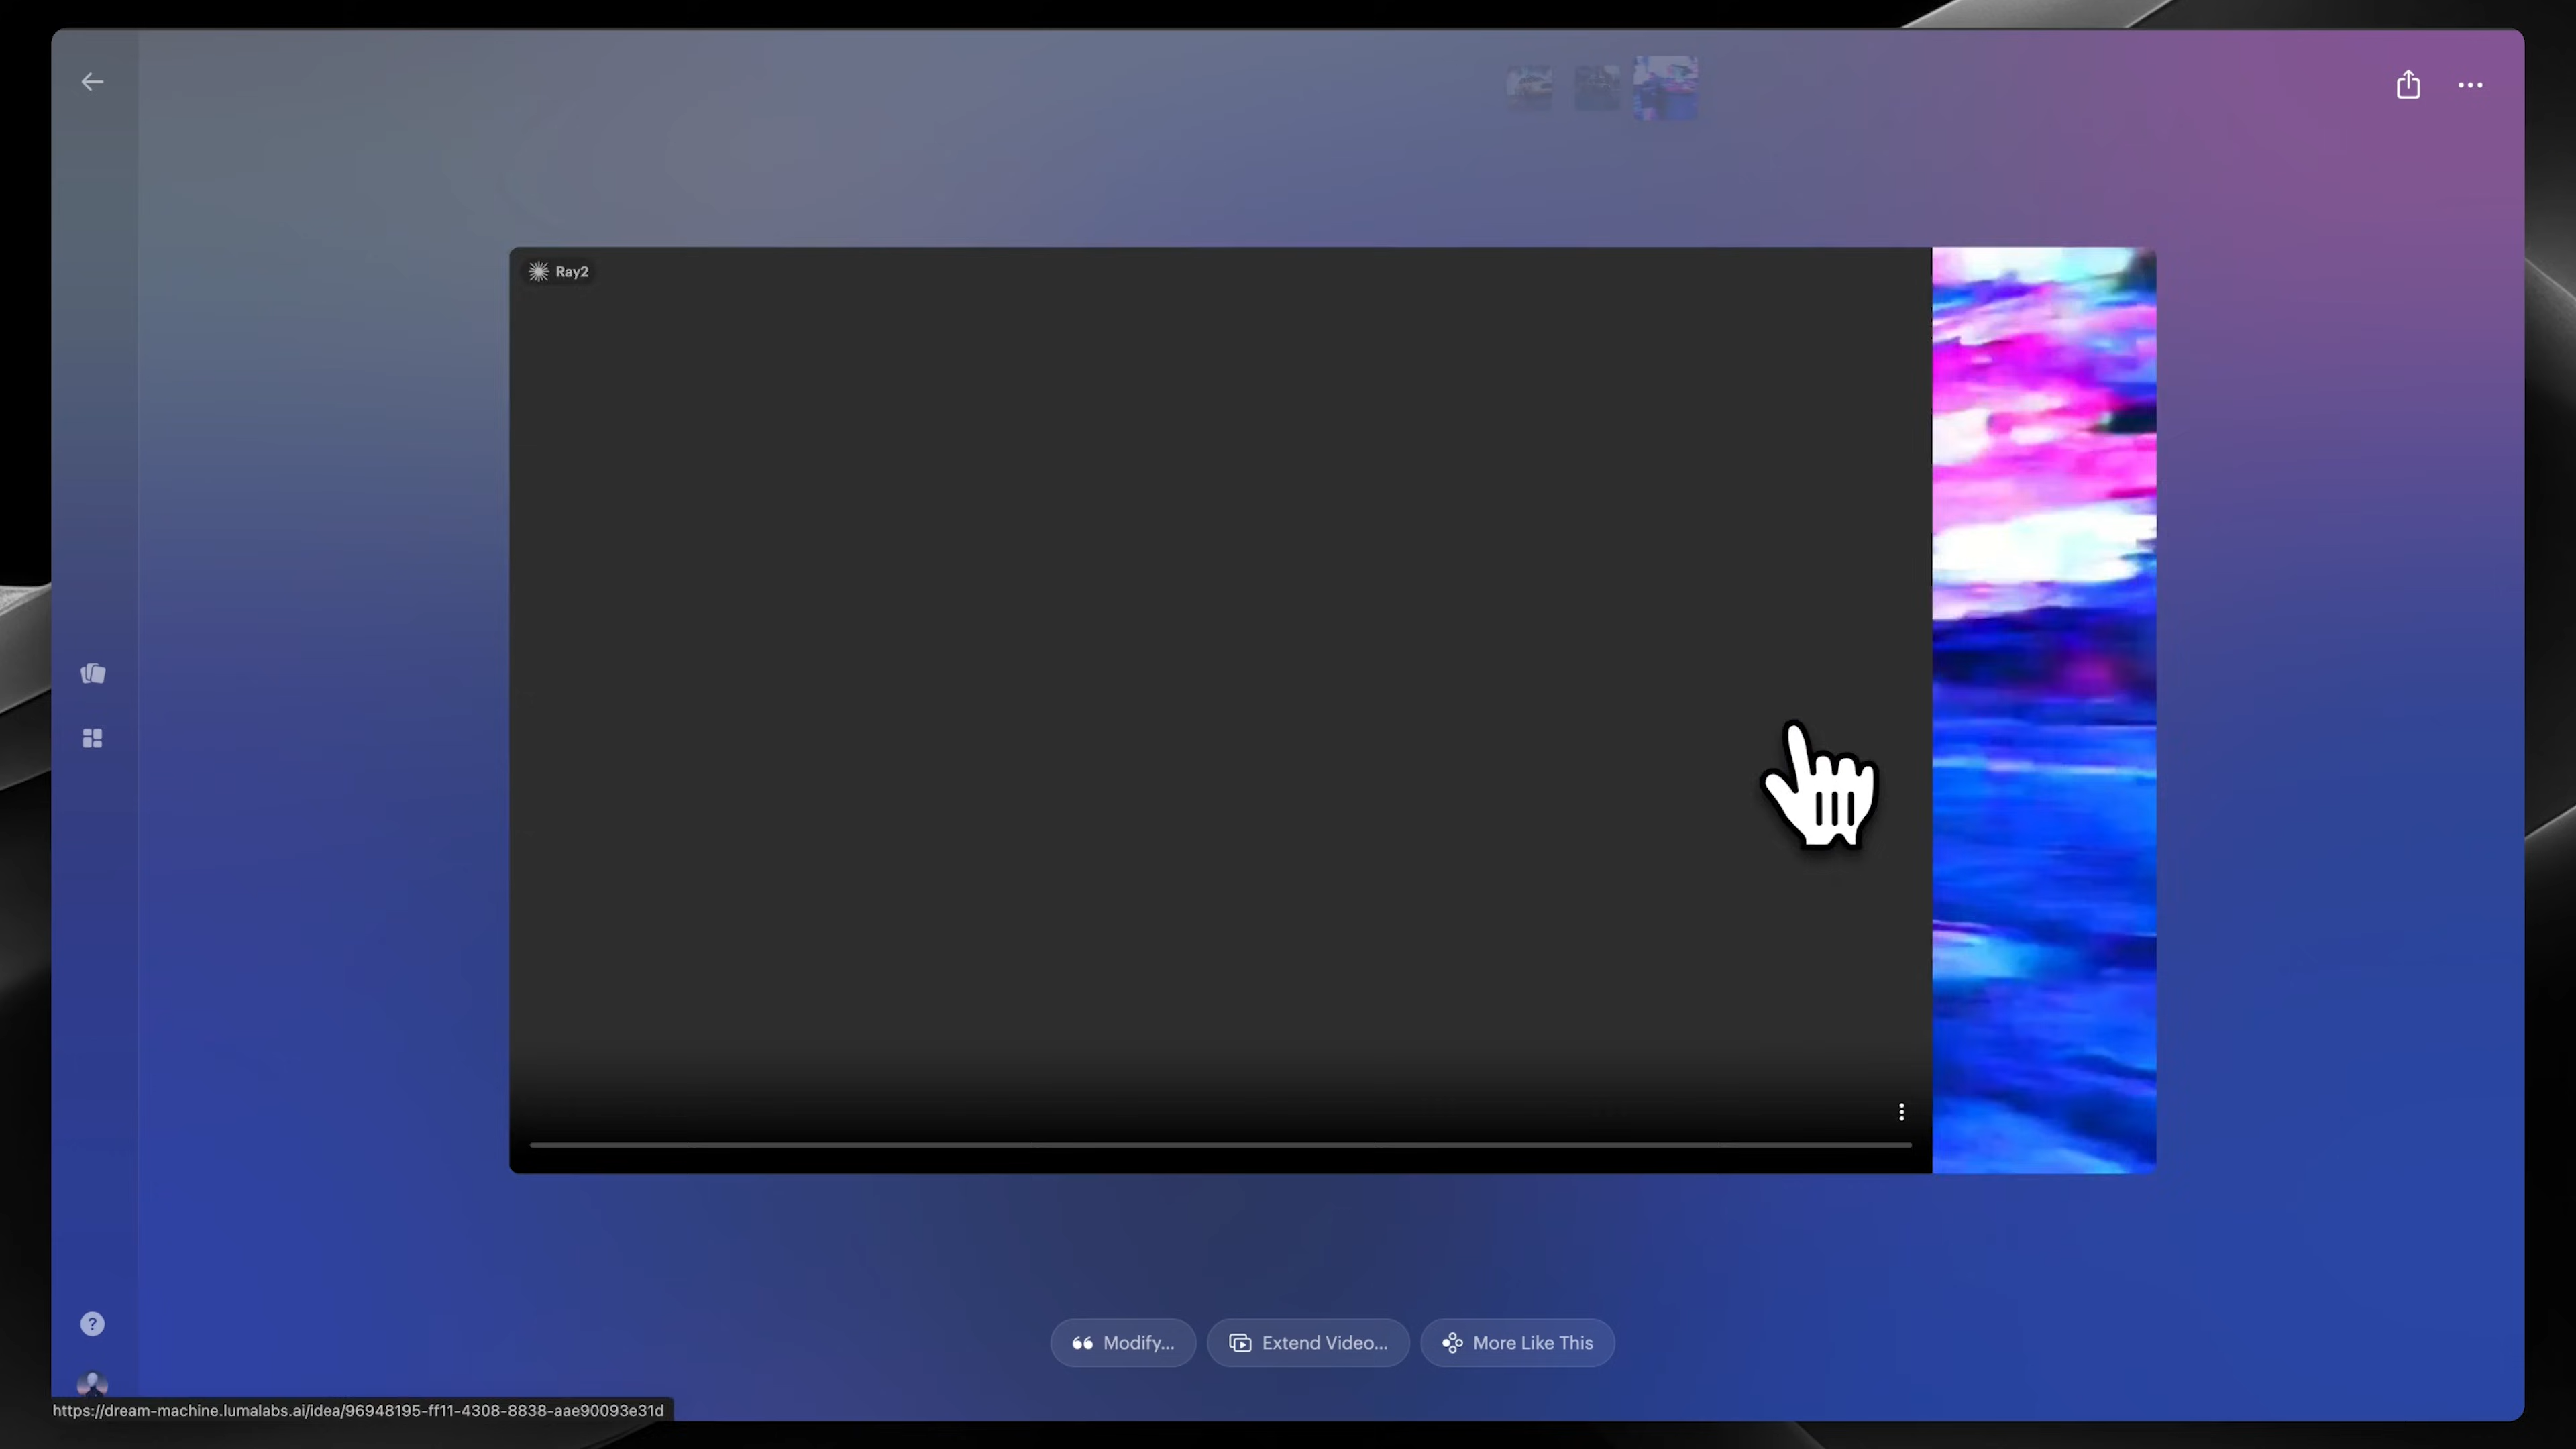 Ray2
Modify...
Extend Video...
More Like This
?
https://dream-machine.lumalabs.ai/idea/96948195-ff11-4308-8838-aae90093e31d